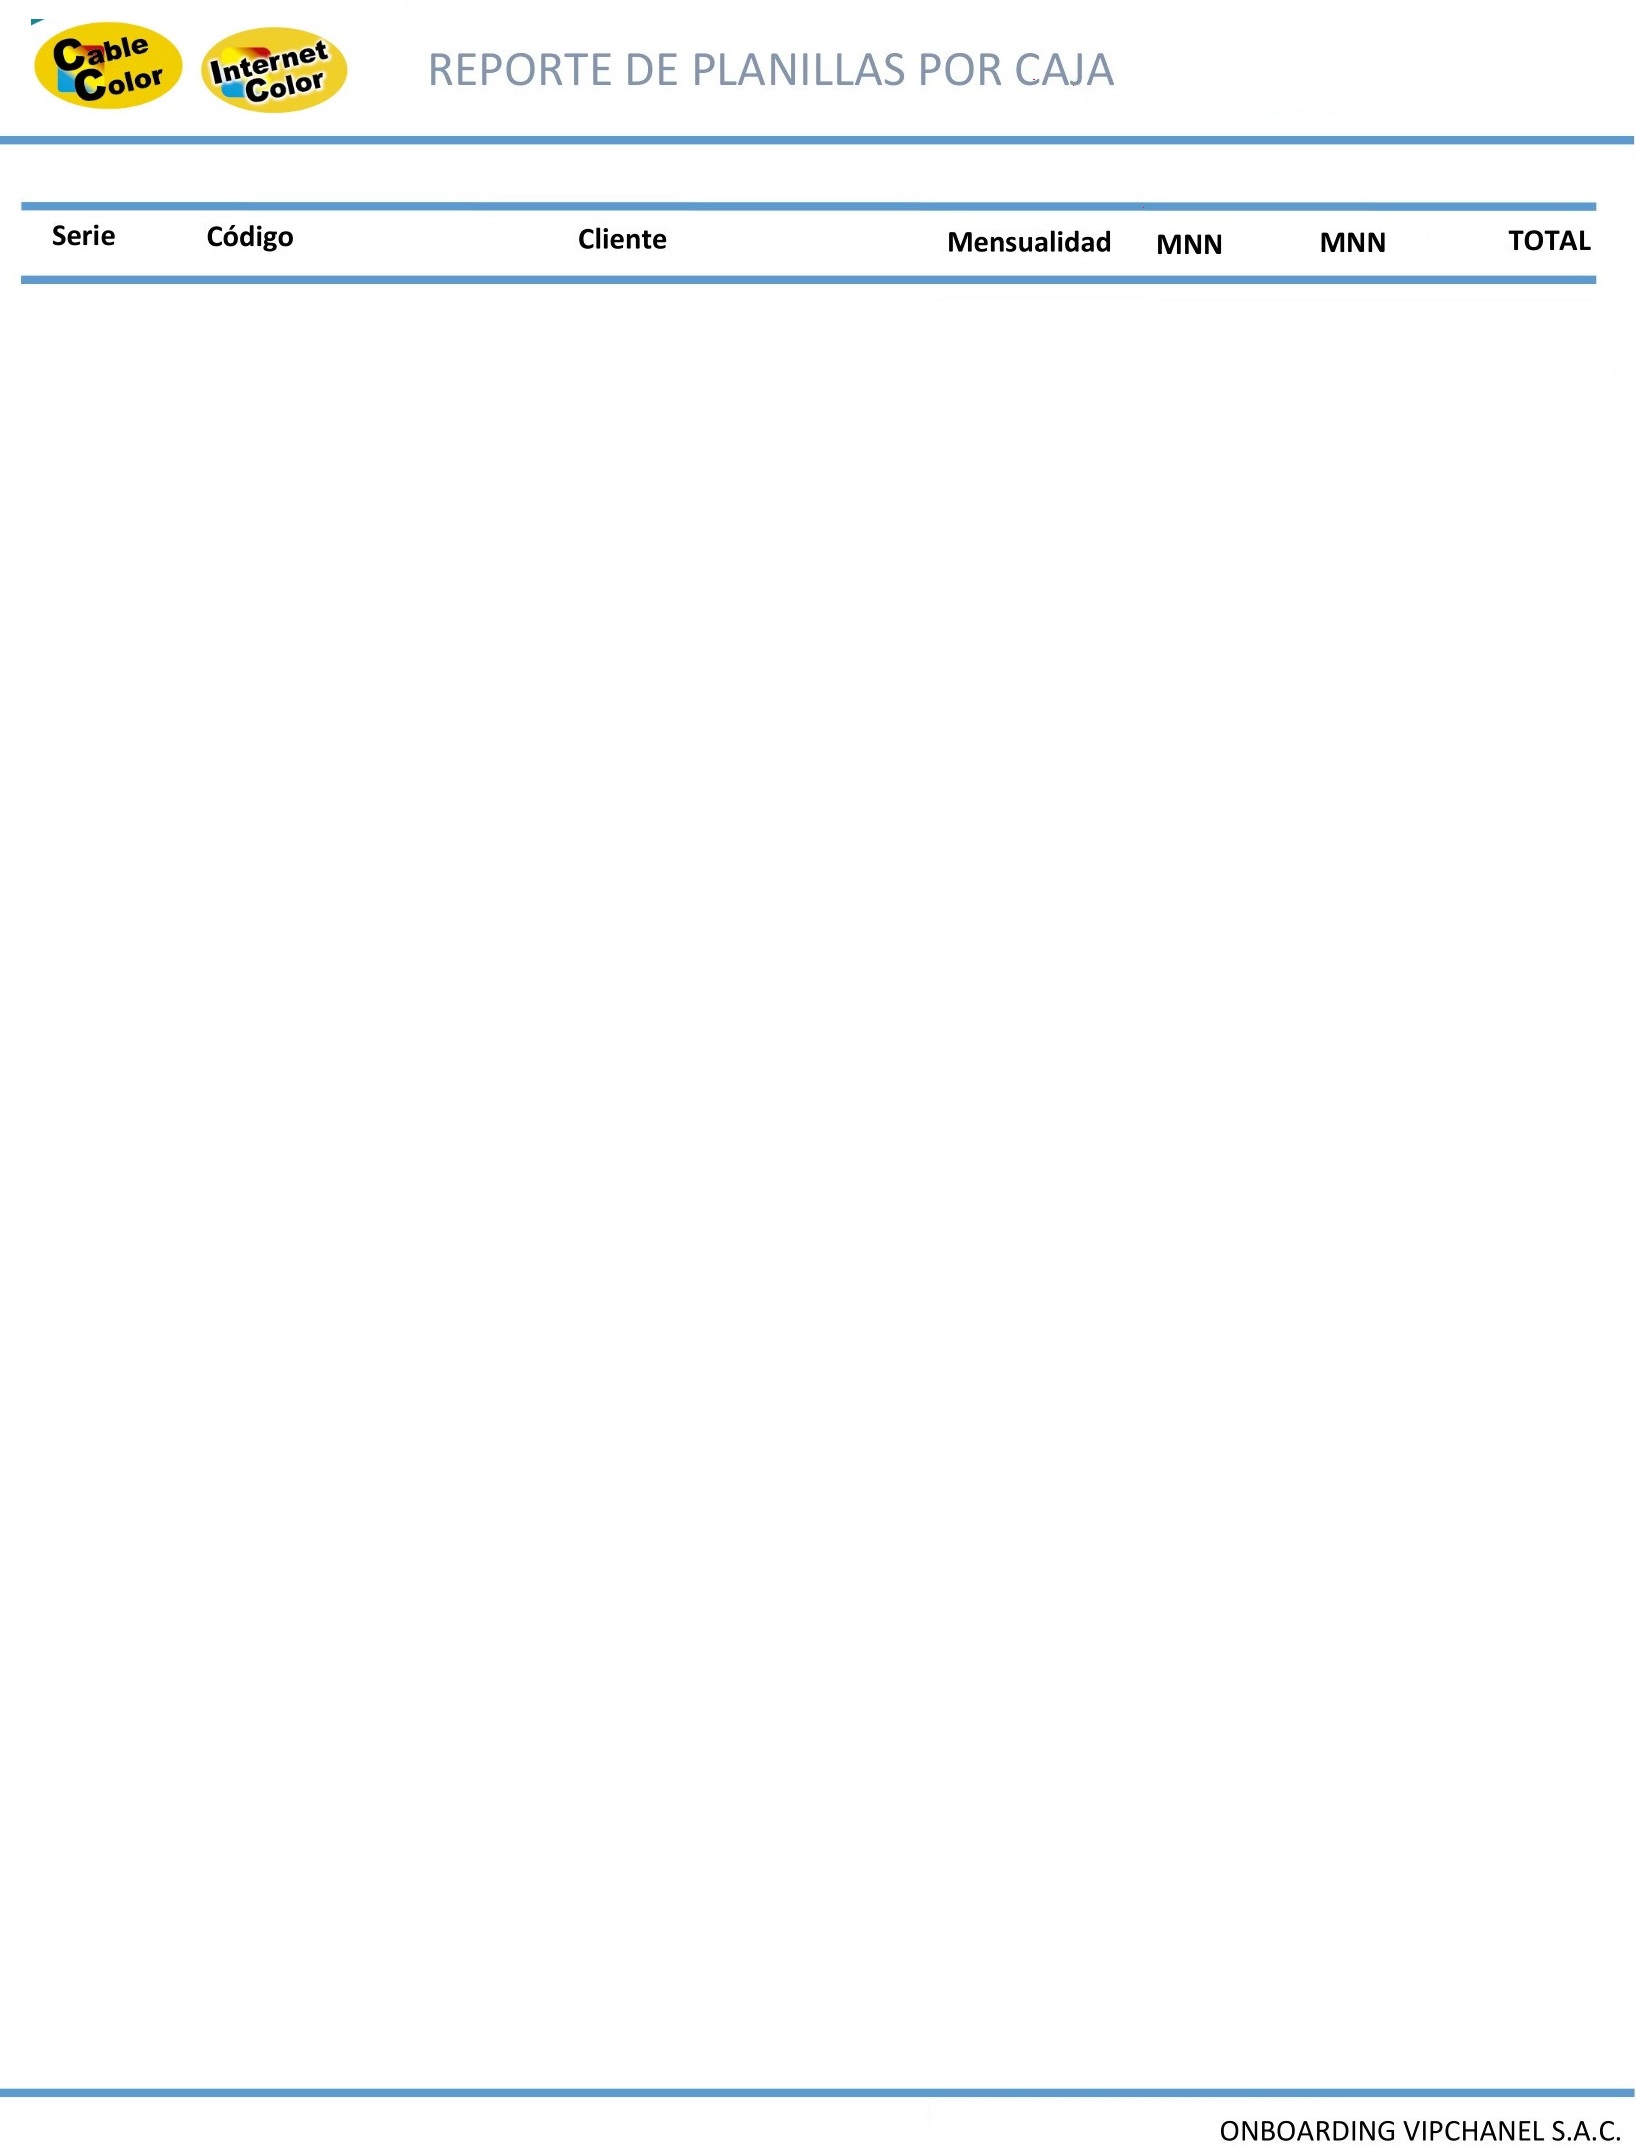 Cable Color
Internet Color
REPORTE DE PLANILLAS POR CAJA
Serie Código Cliente Mensualidad MNN MNN TOTAL
ONBOARDING VIPCHANEL S.A.C.